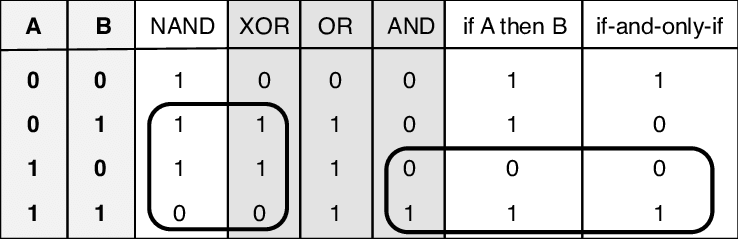 A B NAND XOR OR AND if A then B if-and-only-if
0 0 1 0 0 0 1 1
0 1 1 1 1 0 1 0
1 0 1 1 1 0 0 0
1 1 0 0 1 1 1 1